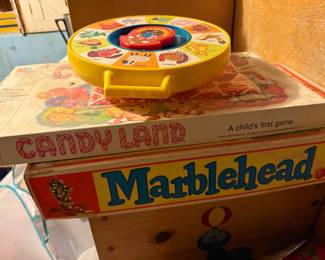 CANDY LAND
A child's first game
Marblehead